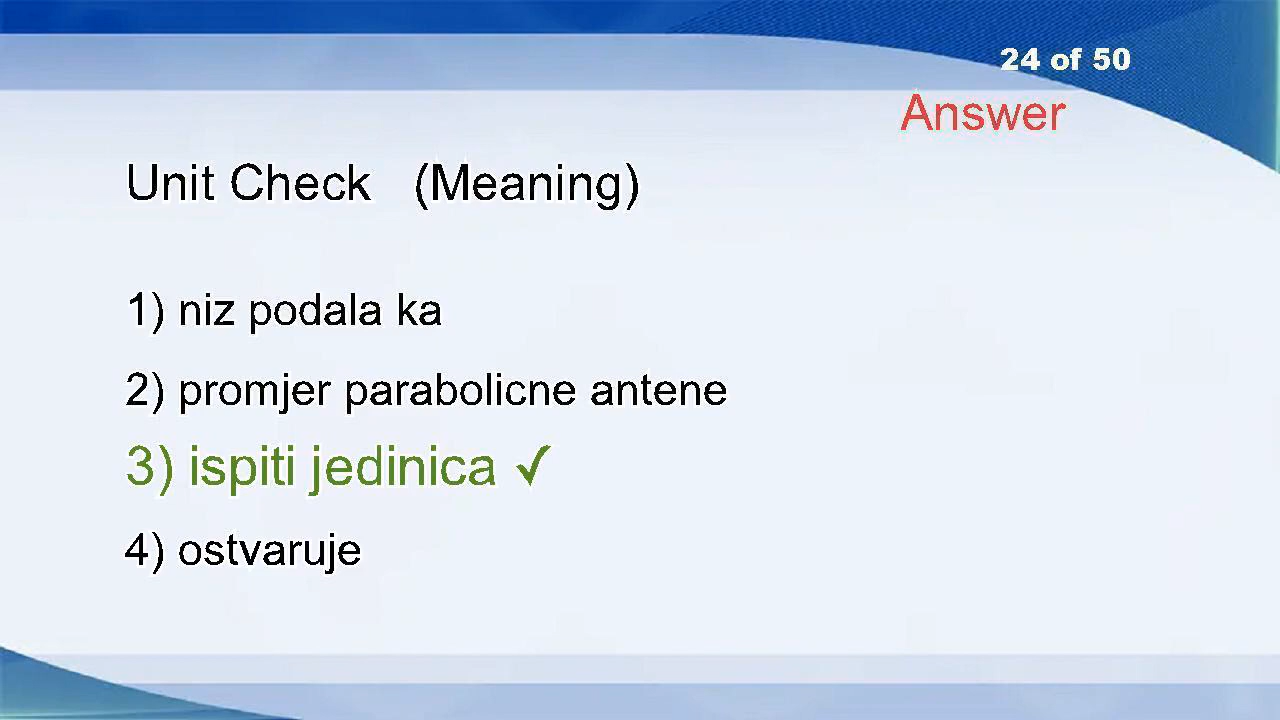 24 of 50
Answer
Unit Check (Meaning)
1) niz podala ka
2) promjer parabolicne antene
3) ispiti jedinica ✓
4) ostvaruje